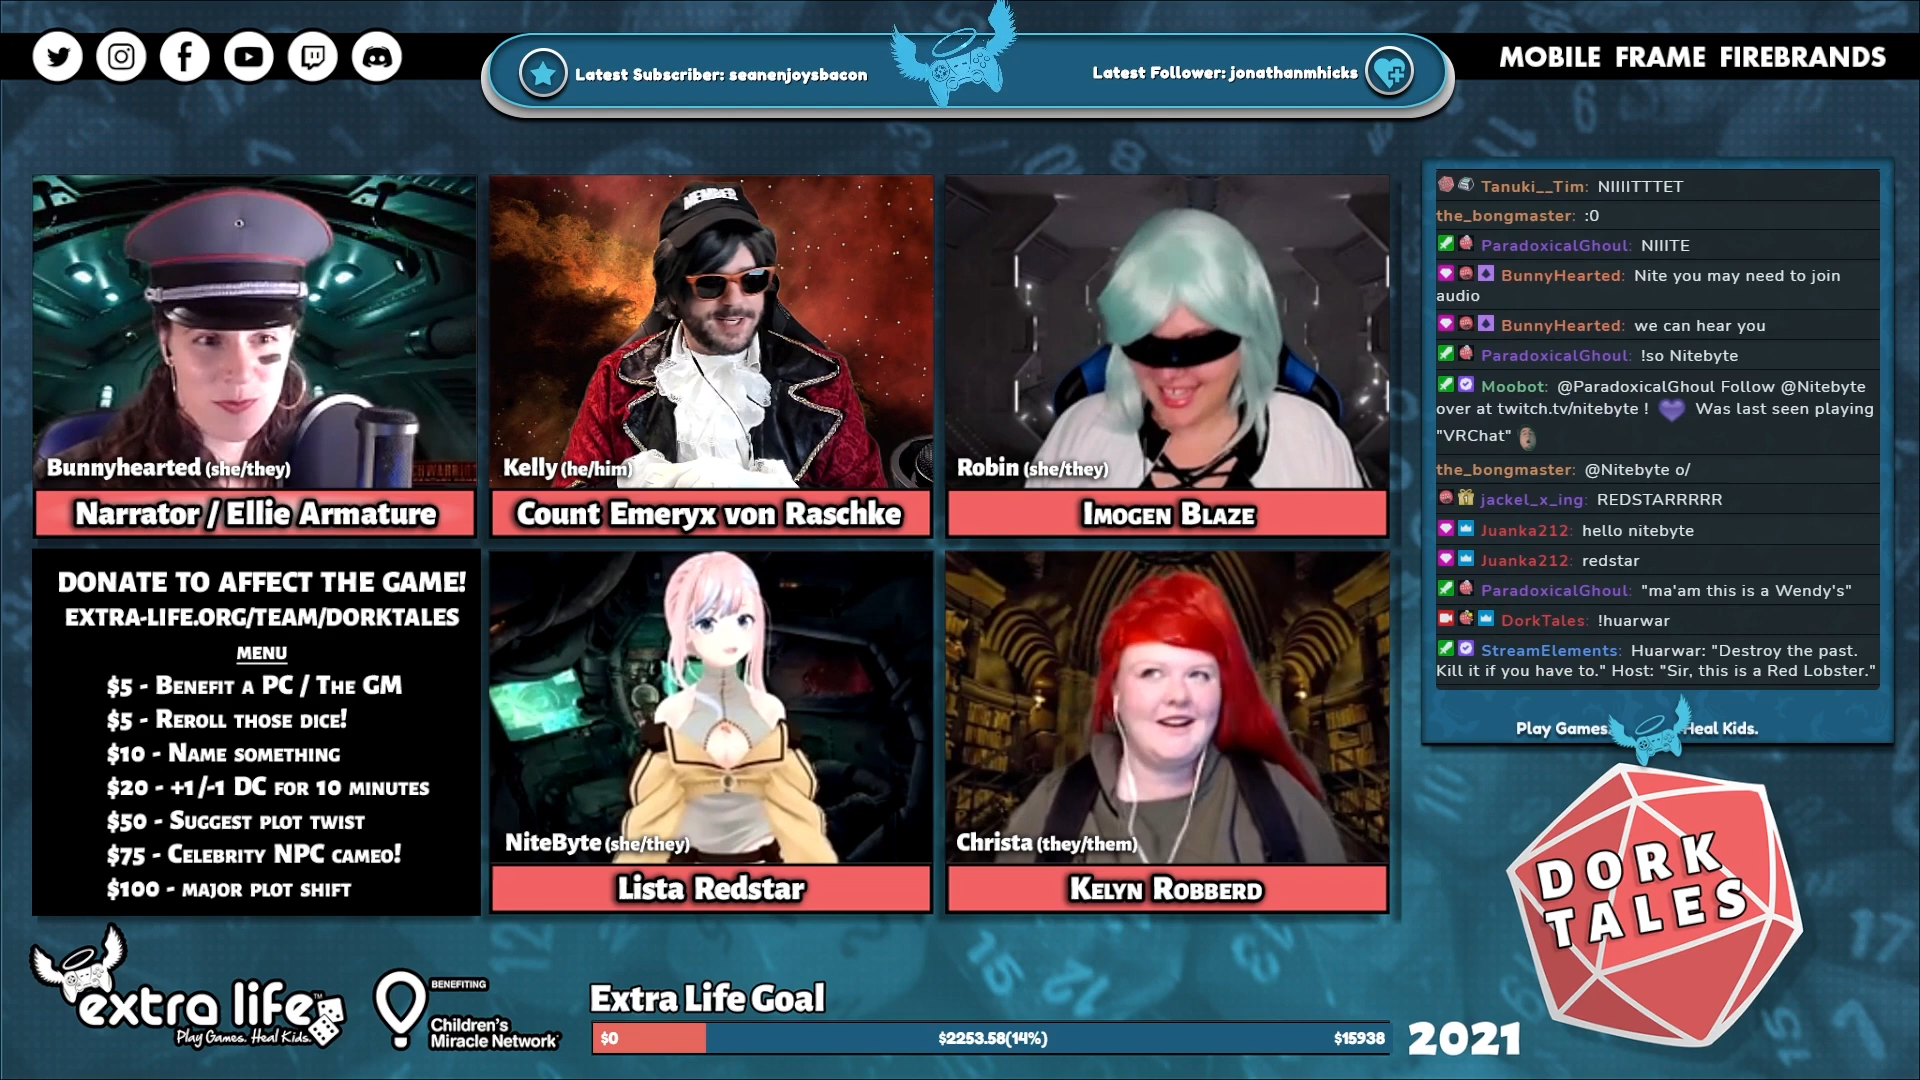 Latest Subscriber: seanenjoysbacon
Latest Follower: jonathanmhicks
MOBILE FRAME FIREBRANDS
MEMBER
Bunnyhearted (she/they)
Narrator / Ellie Armature
Kelly (he/him)
Count Emeryx von Raschke
Robin (she/they)
Imogen Blaze
DONATE TO AFFECT THE GAME!
EXTRA-LIFE.ORG/TEAM/DORKTALES
MENU
$5 - Benefit a PC / The GM
$5 - Reroll those dice!
$10 - Name something
$20 - +1/-1 DC for 10 minutes
$50 - Suggest plot twist
$75 - Celebrity NPC cameo!
$100 - major plot shift
NiteByte (she/they)
Lista Redstar
Christa (they/them)
Kelyn Robberd
Tanuki__Tim: NIIIITTTET
the_bongmaster: :0
ParadoxicalGhoul: NIIITE
BunnyHearted: Nite you may need to join
audio
BunnyHearted: we can hear you
ParadoxicalGhoul: !so Nitebyte
Moobot: @ParadoxicalGhoul Follow @Nitebyte
over at twitch.tv/nitebyte ! Was last seen playing
"VRChat"
the_bongmaster: @Nitebyte o/
jackel_x_ing: REDSTARRRRR
Juanka212: hello nitebyte
Juanka212: redstar
ParadoxicalGhoul: "ma'am this is a Wendy's"
DorkTales: !huarwar
StreamElements: Huarwar: "Destroy the past.
Kill it if you have to." Host: "Sir, this is a Red Lobster."
Play Games. Heal Kids.
DORK
TALES
extra life™
Play Games. Heal Kids.
BENEFITING
Children's
Miracle Network
Extra Life Goal
$0
$2253.58(14%)
$15938
2021